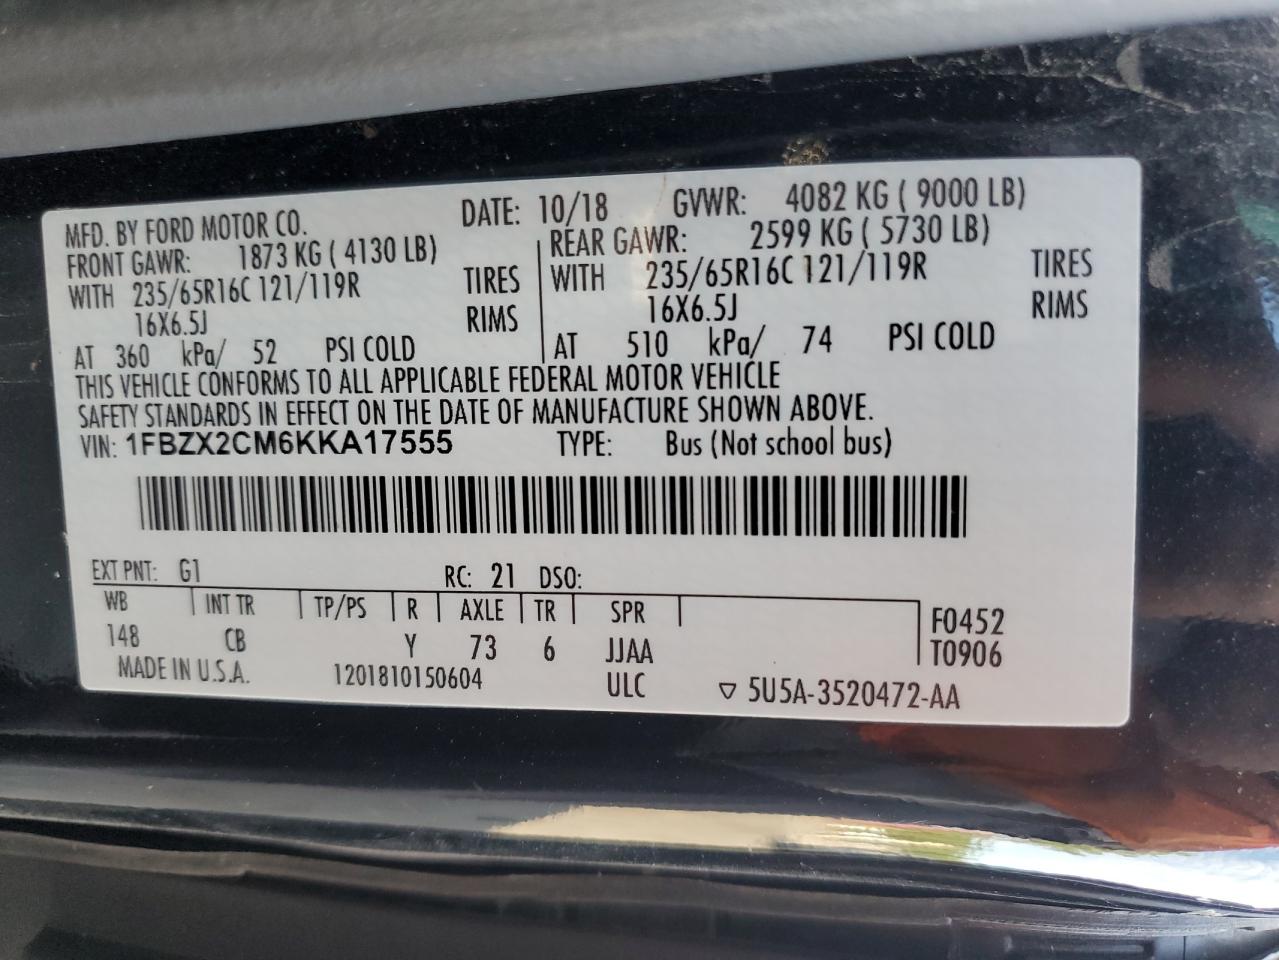 MFD. BY FORD MOTOR CO. DATE: 10/18 GVWR: 4082 KG ( 9000 LB)
FRONT GAWR: 1873 KG ( 4130 LB) REAR GAWR: 2599 KG ( 5730 LB)
WITH 235/65R16C 121/119R TIRES WITH 235/65R16C 121/119R TIRES
16X6.5J RIMS 16X6.5J RIMS
AT 360 kPa/ 52 PSI COLD AT 510 kPa/ 74 PSI COLD
THIS VEHICLE CONFORMS TO ALL APPLICABLE FEDERAL MOTOR VEHICLE
SAFETY STANDARDS IN EFFECT ON THE DATE OF MANUFACTURE SHOWN ABOVE.
VIN: 1FBZX2CM6KKA17555 TYPE: Bus (Not school bus)
EXT PNT: G1 RC: 21 DSO:
WB INT TR TP/PS R AXLE TR SPR F0452
148 CB Y 73 6 JJAA T0906
MADE IN U.S.A. 1201810150604 ULC ▽ 5U5A-3520472-AA